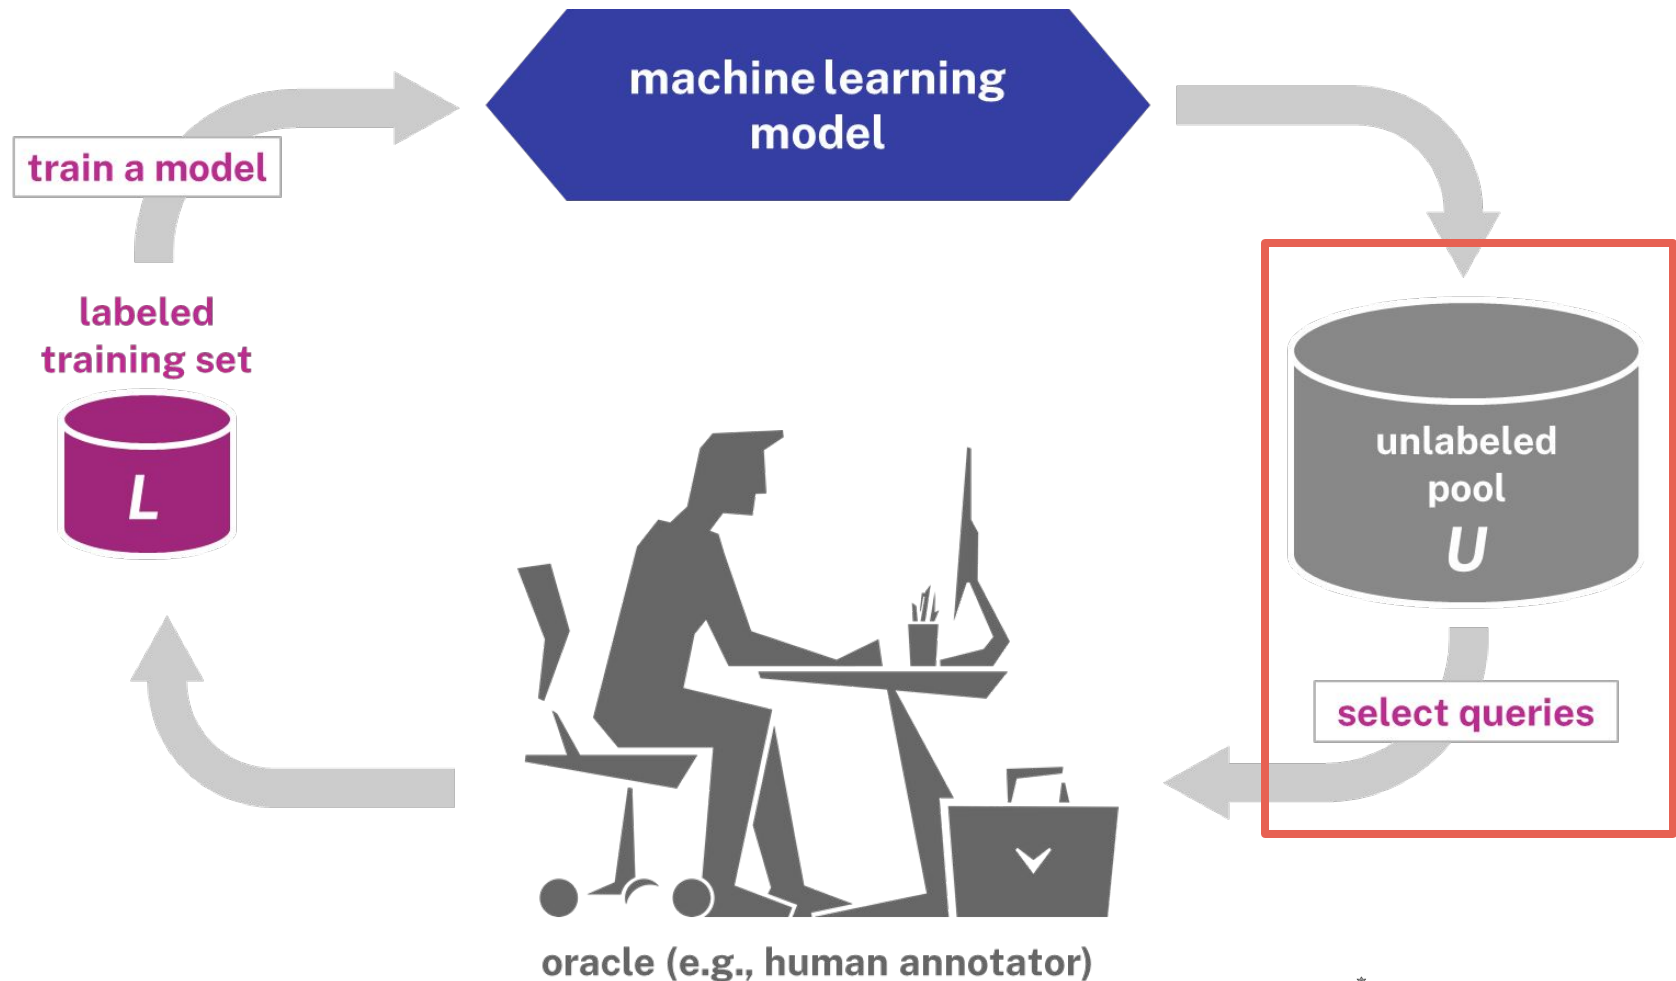 machine learning
model
train a model
labeled
training set
L
unlabeled
pool
U
select queries
oracle (e.g., human annotator)